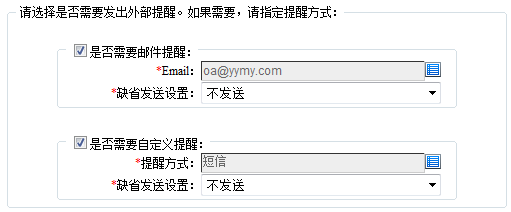 请选择是否需要发出外部提醒。如果需要，请指定提醒方式：
是否需要邮件提醒：
*Email： oa@yymy.com
*缺省发送设置： 不发送
是否需要自定义提醒：
*提醒方式： 短信
*缺省发送设置： 不发送